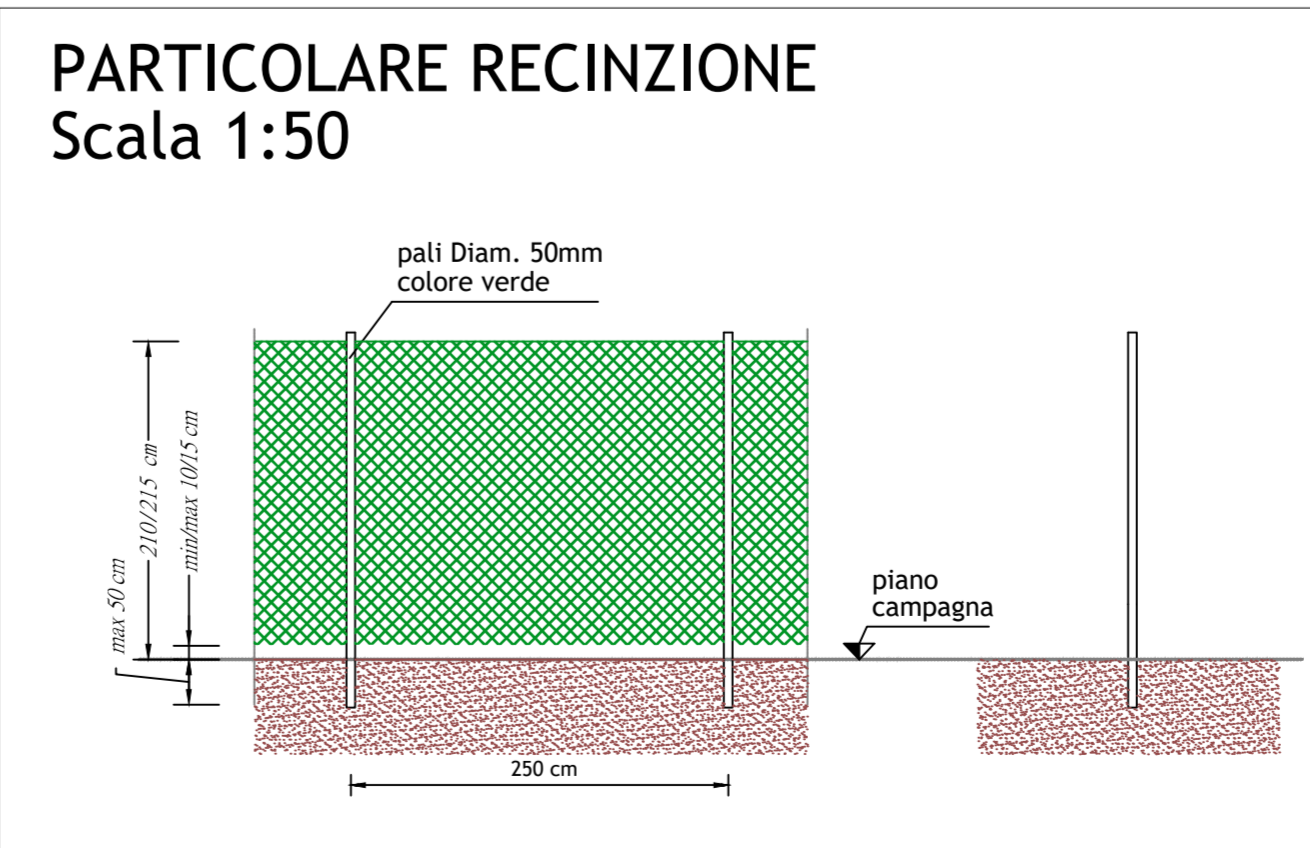 PARTICOLARE RECINZIONE
Scala 1:50
pali Diam. 50mm
colore verde
210/215 cm
min/max 10/15 cm
max 50 cm
piano
campagna
250 cm